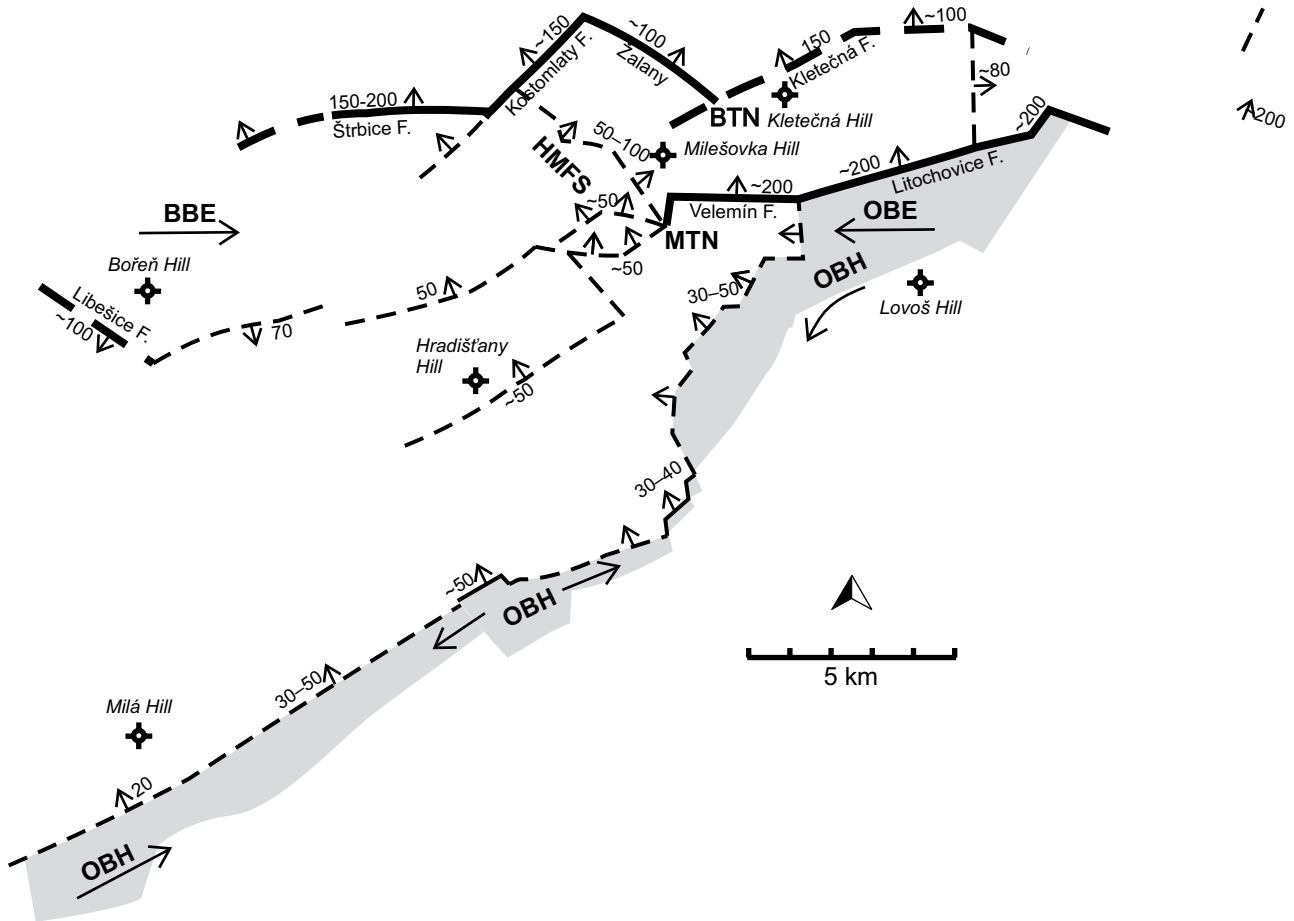 ~100
~150
~100
150
Kletečná F.
Kostomlaty F.
Žalany
~80
150-200
Štrbice F.
BTN
Kletečná Hill
~200
200
50–100
HMFS
Milešovka Hill
~200
Litochovice F.
~200
Velemín F.
~50
BBE
OBE
MTN
Bořeň Hill
~50
OBH
50
30–50
Libešice F.
~100
Lovoš Hill
70
Hradišťany
Hill
~50
30–40
~50
OBH
5 km
30–50
Milá Hill
20
OBH